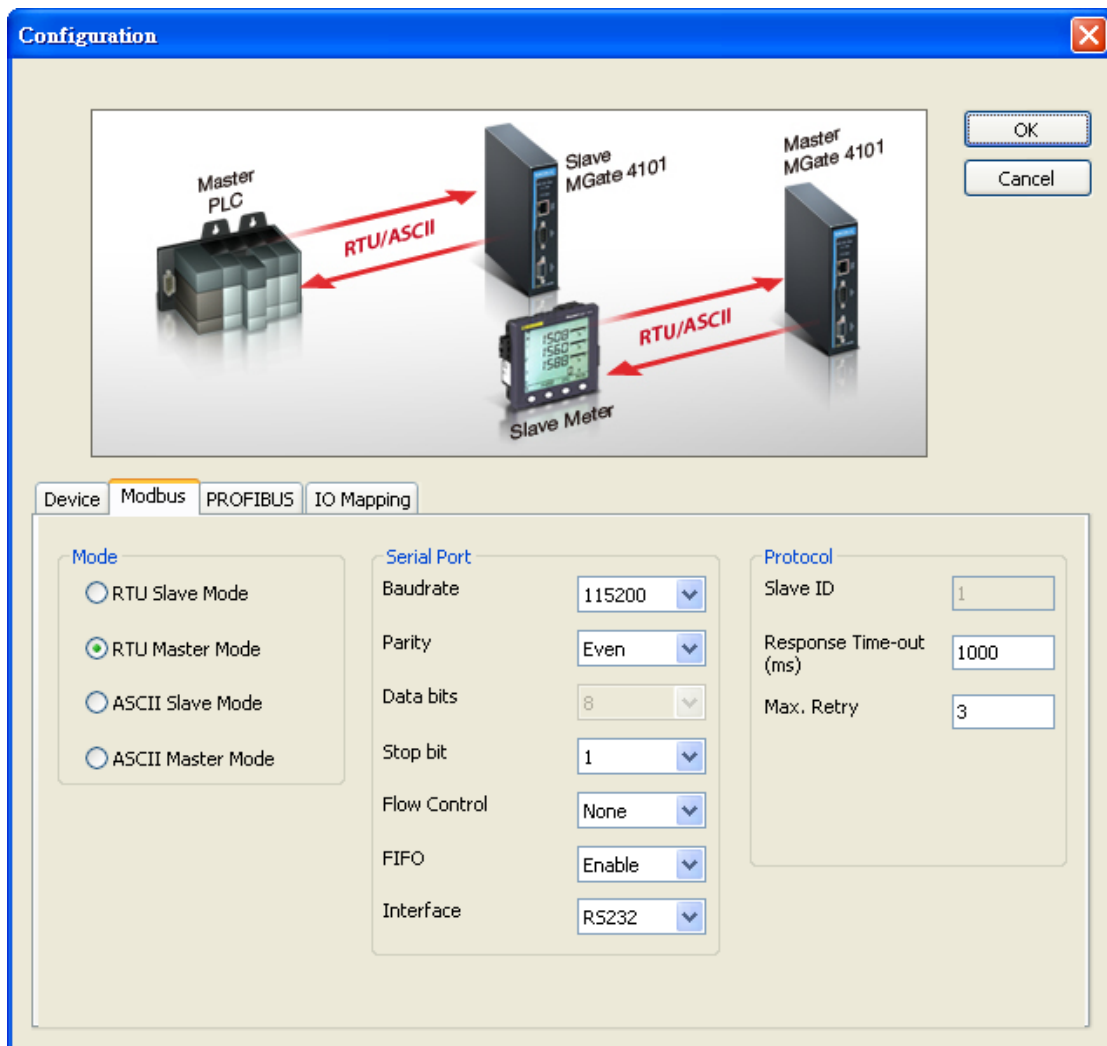 Configuration
OK
Cancel
Master
PLC
RTU/ASCII
Slave
MGate 4101
Master
MGate 4101
1508
1560
1588
RTU/ASCII
Slave Meter
Device
Modbus
PROFIBUS
IO Mapping
Mode
RTU Slave Mode
RTU Master Mode
ASCII Slave Mode
ASCII Master Mode
Serial Port
Baudrate 115200
Parity Even
Data bits 8
Stop bit 1
Flow Control None
FIFO Enable
Interface RS232
Protocol
Slave ID 1
Response Time-out
(ms) 1000
Max. Retry 3